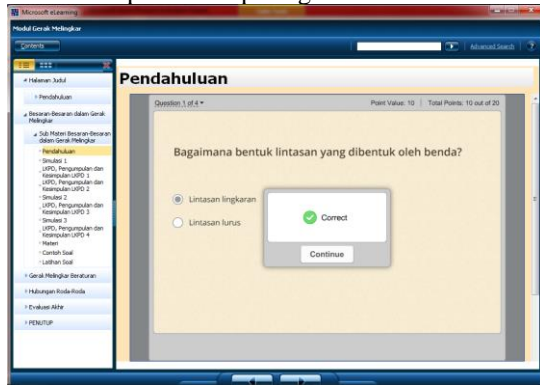 Microsoft eLearning
Modul Gerak Melingkar
Contents
Advanced Search
Halaman Judul
Pendahuluan
Besaran-Besaran dalam Gerak
Melingkar
Sub Materi Besaran-Besaran
dalam Gerak Melingkar
Pendahuluan
Simulasi 1
LKPD, Pengumpulan dan
Kesimpulan LKPD 1
LKPD, Pengumpulan dan
Kesimpulan LKPD 2
Simulasi 2
LKPD, Pengumpulan dan
Kesimpulan LKPD 3
Simulasi 3
LKPD, Pengumpulan dan
Kesimpulan LKPD 4
Materi
Contoh Soal
Latihan Soal
Gerak Melingkar Beraturan
Hubungan Roda-Roda
Evaluasi Akhir
PENUTUP
Pendahuluan
Question 1 of 4
Point Value: 10 | Total Points: 10 out of 20
Bagaimana bentuk lintasan yang dibentuk oleh benda?
Lintasan lingkaran
Lintasan lurus
Correct
Continue